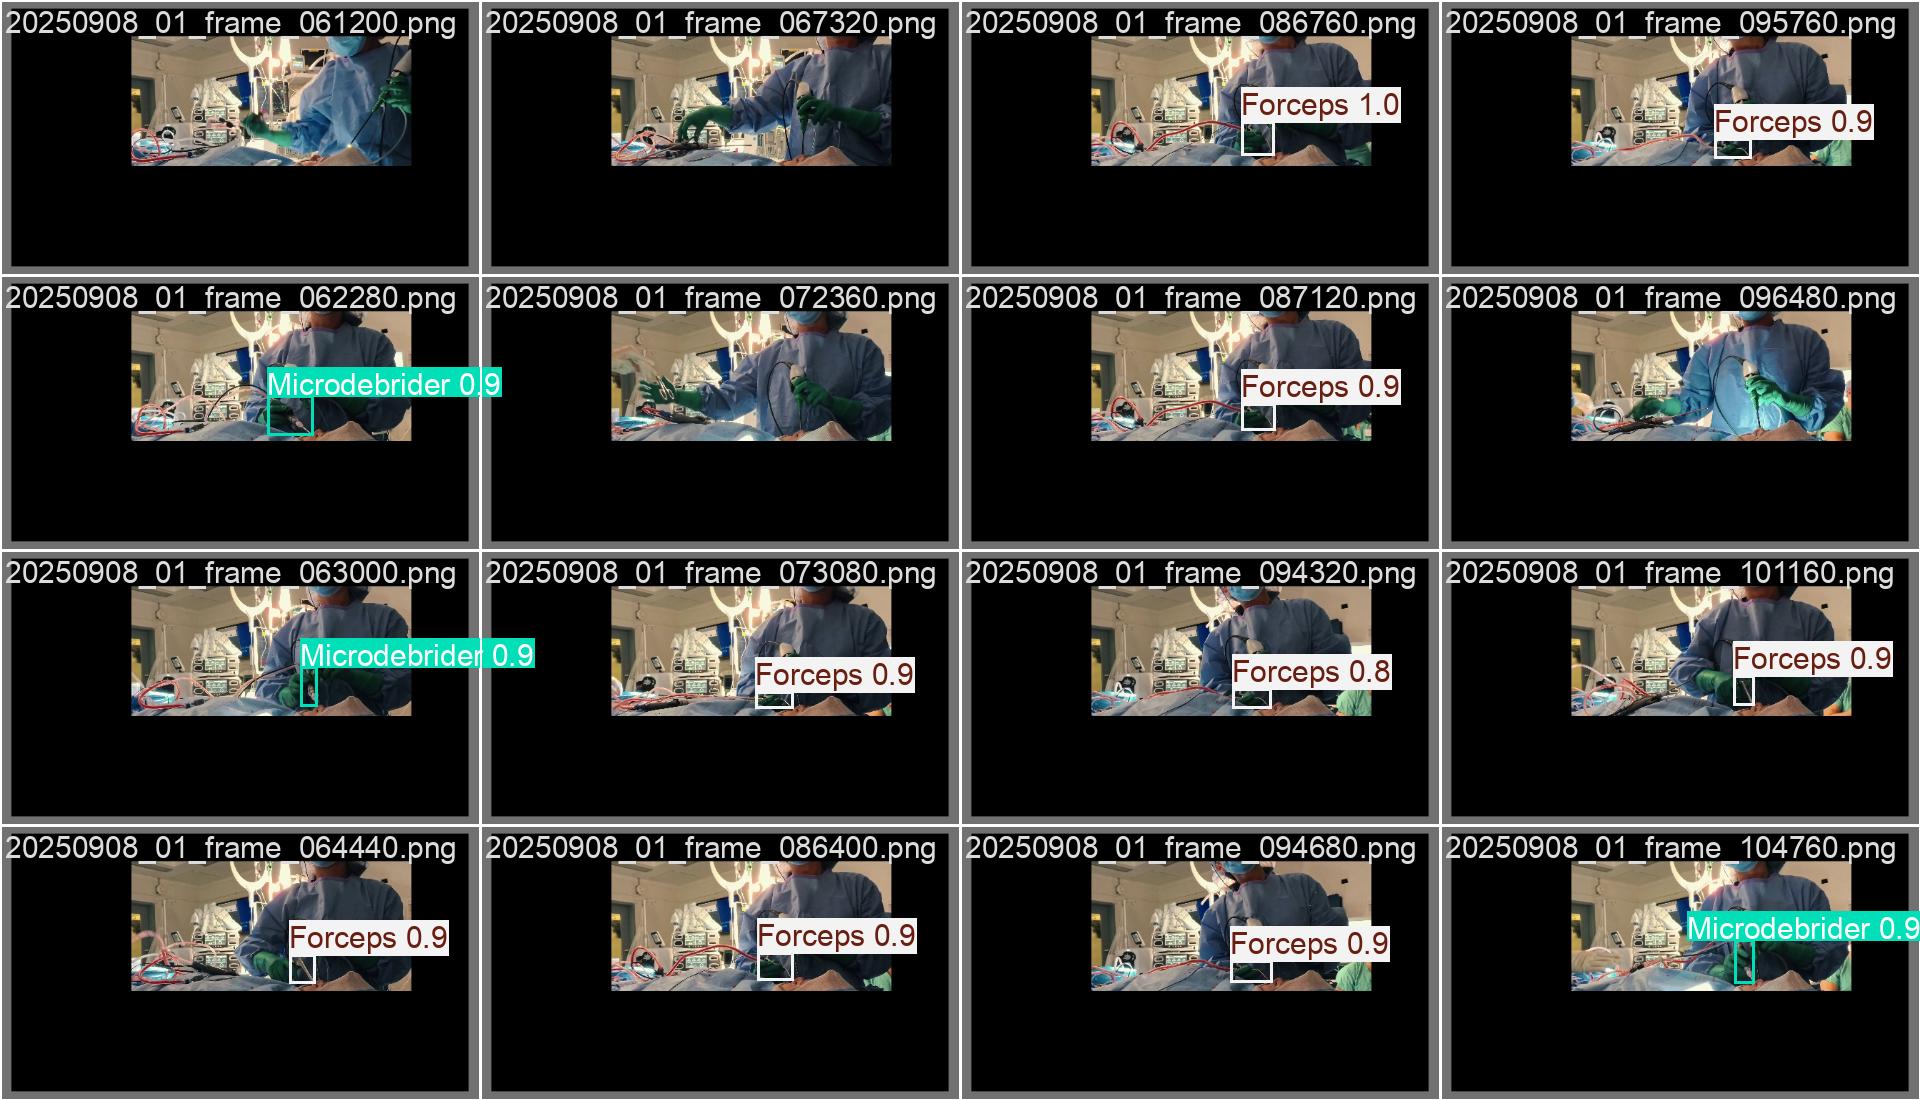 20250908_01_frame_061200.png
20250908_01_frame_067320.png
20250908_01_frame_086760.png
Forceps 1.0
20250908_01_frame_095760.png
Forceps 0.9
20250908_01_frame_062280.png
Microdebrider 0.9
20250908_01_frame_072360.png
20250908_01_frame_087120.png
Forceps 0.9
20250908_01_frame_096480.png
20250908_01_frame_063000.png
Microdebrider 0.9
20250908_01_frame_073080.png
Forceps 0.9
20250908_01_frame_094320.png
Forceps 0.8
20250908_01_frame_101160.png
Forceps 0.9
20250908_01_frame_064440.png
Forceps 0.9
20250908_01_frame_086400.png
Forceps 0.9
20250908_01_frame_094680.png
Forceps 0.9
20250908_01_frame_104760.png
Microdebrider 0.9